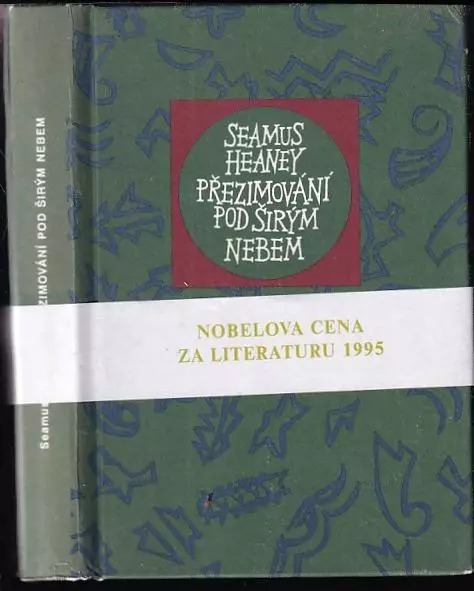 SEAMUS
HEANEY
PŘEZIMOVÁNÍ
POD ŠIRÝM
NEBEM
NOBELOVA CENA
ZA LITERATURU 1995
Seamus
ZIMOVÁNÍ POD ŠIRÝM NEBEM